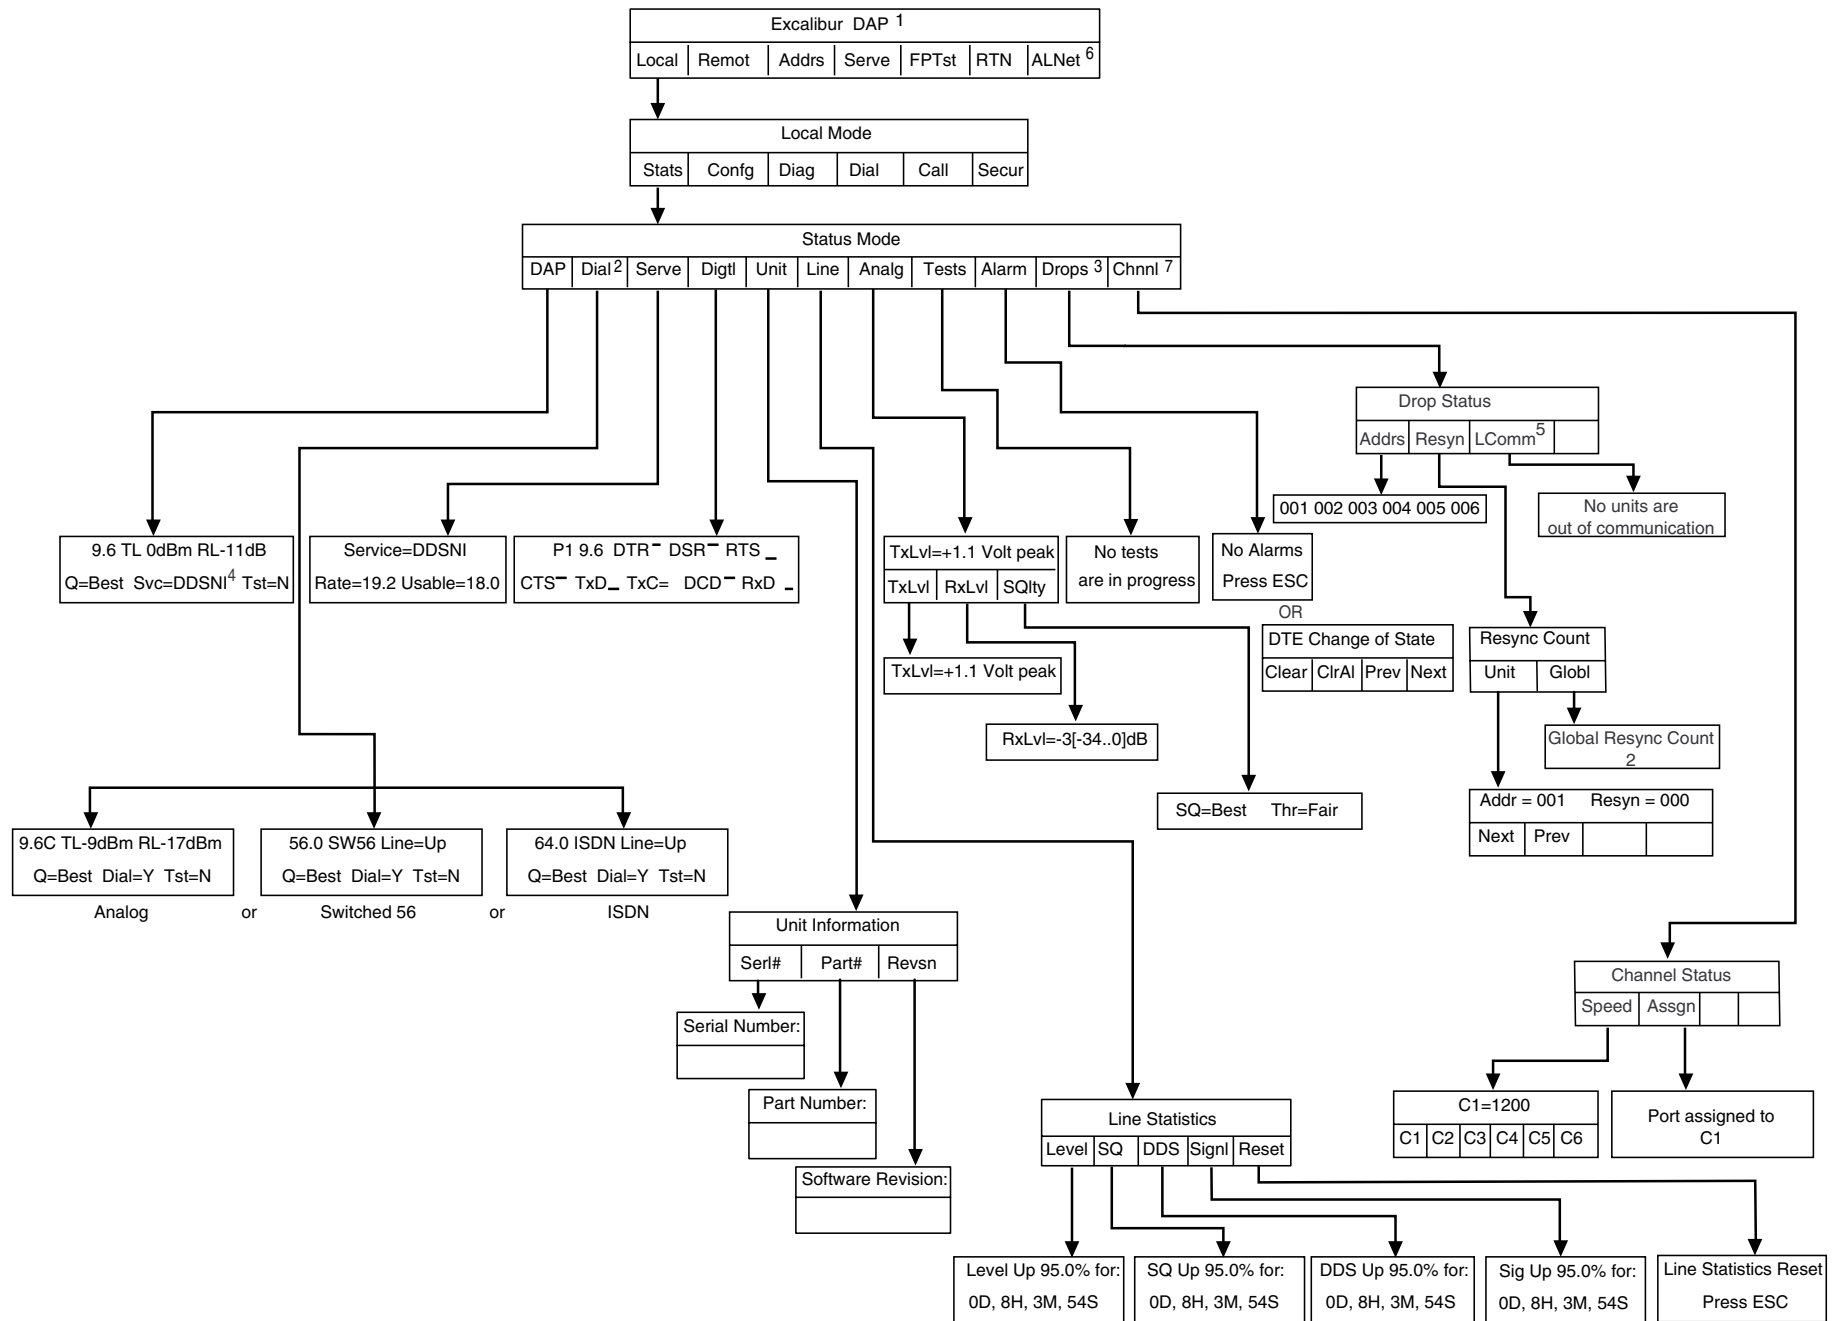 Excalibur DAP 1
Local Remot Addrs Serve FPTst RTN ALNet 6
Local Mode
Stats Confg Diag Dial Call Secur
Status Mode
DAP Dial 2 Serve Digtl Unit Line Analg Tests Alarm Drops 3 Chnnl 7
Drop Status
Addrs Resyn LComm 5
001 002 003 004 005 006
No units are
out of communication
9.6 TL 0dBm RL-11dB
Q=Best Svc=DDSNI 4 Tst=N
Service=DDSNI
Rate=19.2 Usable=18.0
P1 9.6 DTR¯ DSR¯ RTS _
CTS¯ TxD_ TxC= DCD¯ RxD _
TxLvl=+1.1 Volt peak
TxLvl RxLvl SQlty
No tests
are in progress
No Alarms
Press ESC
OR
DTE Change of State
Clear ClrAl Prev Next
Resync Count
Unit Globl
TxLvl=+1.1 Volt peak
RxLvl=-3[-34..0]dB
Global Resync Count
2
SQ=Best Thr=Fair
Addr = 001 Resyn = 000
Next Prev
9.6C TL-9dBm RL-17dBm
Q=Best Dial=Y Tst=N
56.0 SW56 Line=Up
Q=Best Dial=Y Tst=N
64.0 ISDN Line=Up
Q=Best Dial=Y Tst=N
Analog or Switched 56 or ISDN
Unit Information
Serl# Part# Revsn
Serial Number:
Part Number:
Software Revision:
Channel Status
Speed Assgn
C1=1200
C1 C2 C3 C4 C5 C6
Port assigned to
C1
Line Statistics
Level SQ DDS Signl Reset
Level Up 95.0% for:
0D, 8H, 3M, 54S
SQ Up 95.0% for:
0D, 8H, 3M, 54S
DDS Up 95.0% for:
0D, 8H, 3M, 54S
Sig Up 95.0% for:
0D, 8H, 3M, 54S
Line Statistics Reset
Press ESC